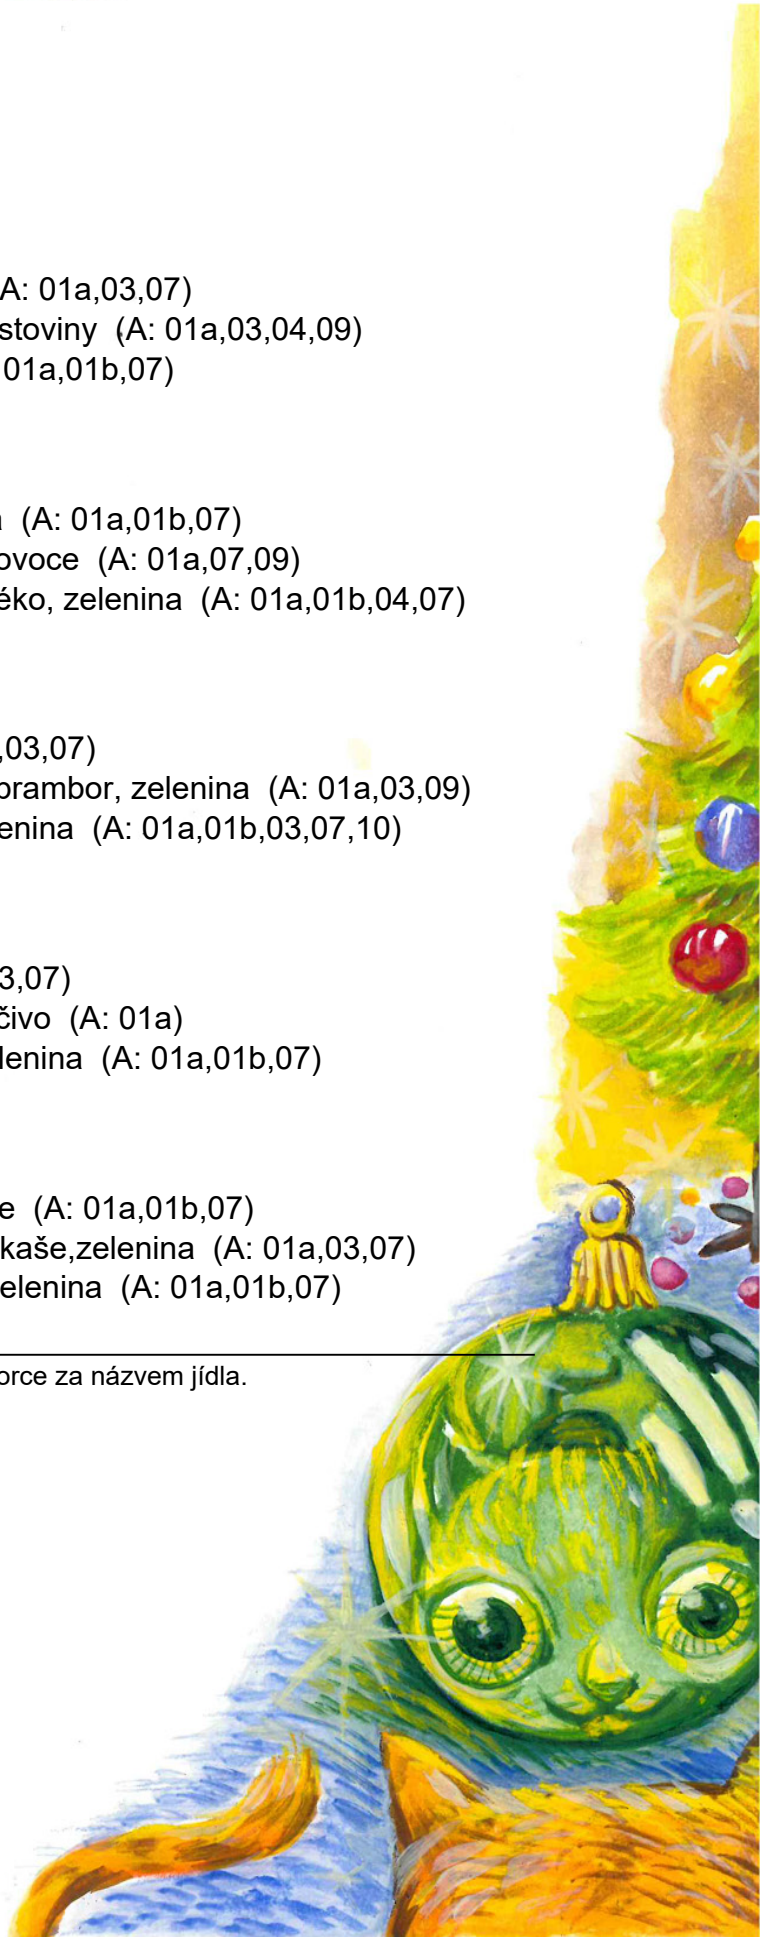 A: 01a,03,07)
stoviny (A: 01a,03,04,09)
01a,01b,07)
(A: 01a,01b,07)
ovoce (A: 01a,07,09)
éko, zelenina (A: 01a,01b,04,07)
,03,07)
brambor, zelenina (A: 01a,03,09)
enina (A: 01a,01b,03,07,10)
3,07)
čivo (A: 01a)
lenina (A: 01a,01b,07)
e (A: 01a,01b,07)
kaše,zelenina (A: 01a,03,07)
elenina (A: 01a,01b,07)
orce za názvem jídla.